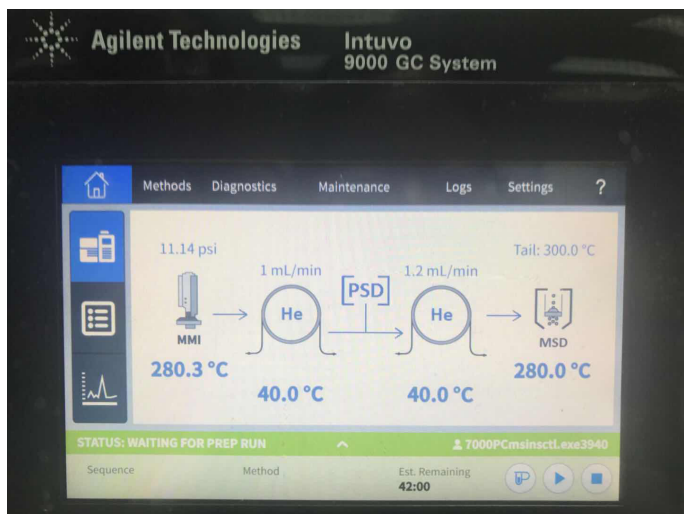 Agilent Technologies
Intuvo
9000 GC System
Methods Diagnostics Maintenance Logs Settings ?
11.14 psi
Tail: 300.0 °C
1 mL/min
1.2 mL/min
[PSD]
He
He
MMI
MSD
280.3 °C
280.0 °C
40.0 °C
40.0 °C
STATUS: WAITING FOR PREP RUN
7000PCmsinsctl.exe3940
Sequence
Method
Est. Remaining
42:00
P